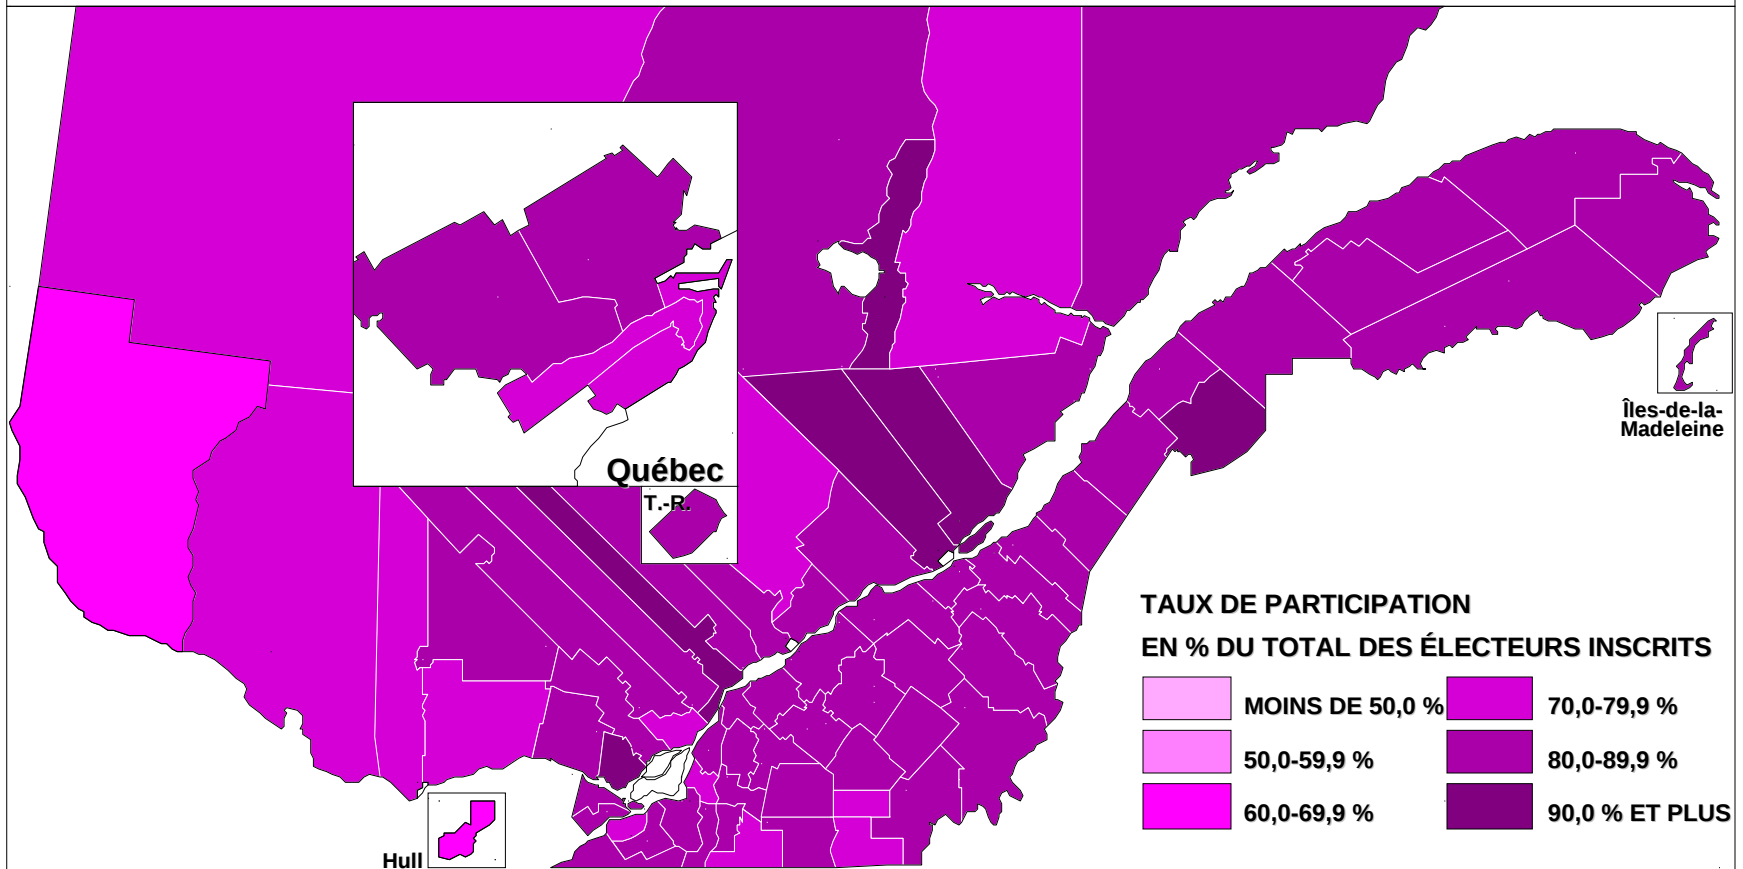 Québec
T.-R.
Îles-de-la-
Madeleine
TAUX DE PARTICIPATION
EN % DU TOTAL DES ÉLECTEURS INSCRITS
MOINS DE 50,0 %
50,0-59,9 %
60,0-69,9 %
70,0-79,9 %
80,0-89,9 %
90,0 % ET PLUS
Hull